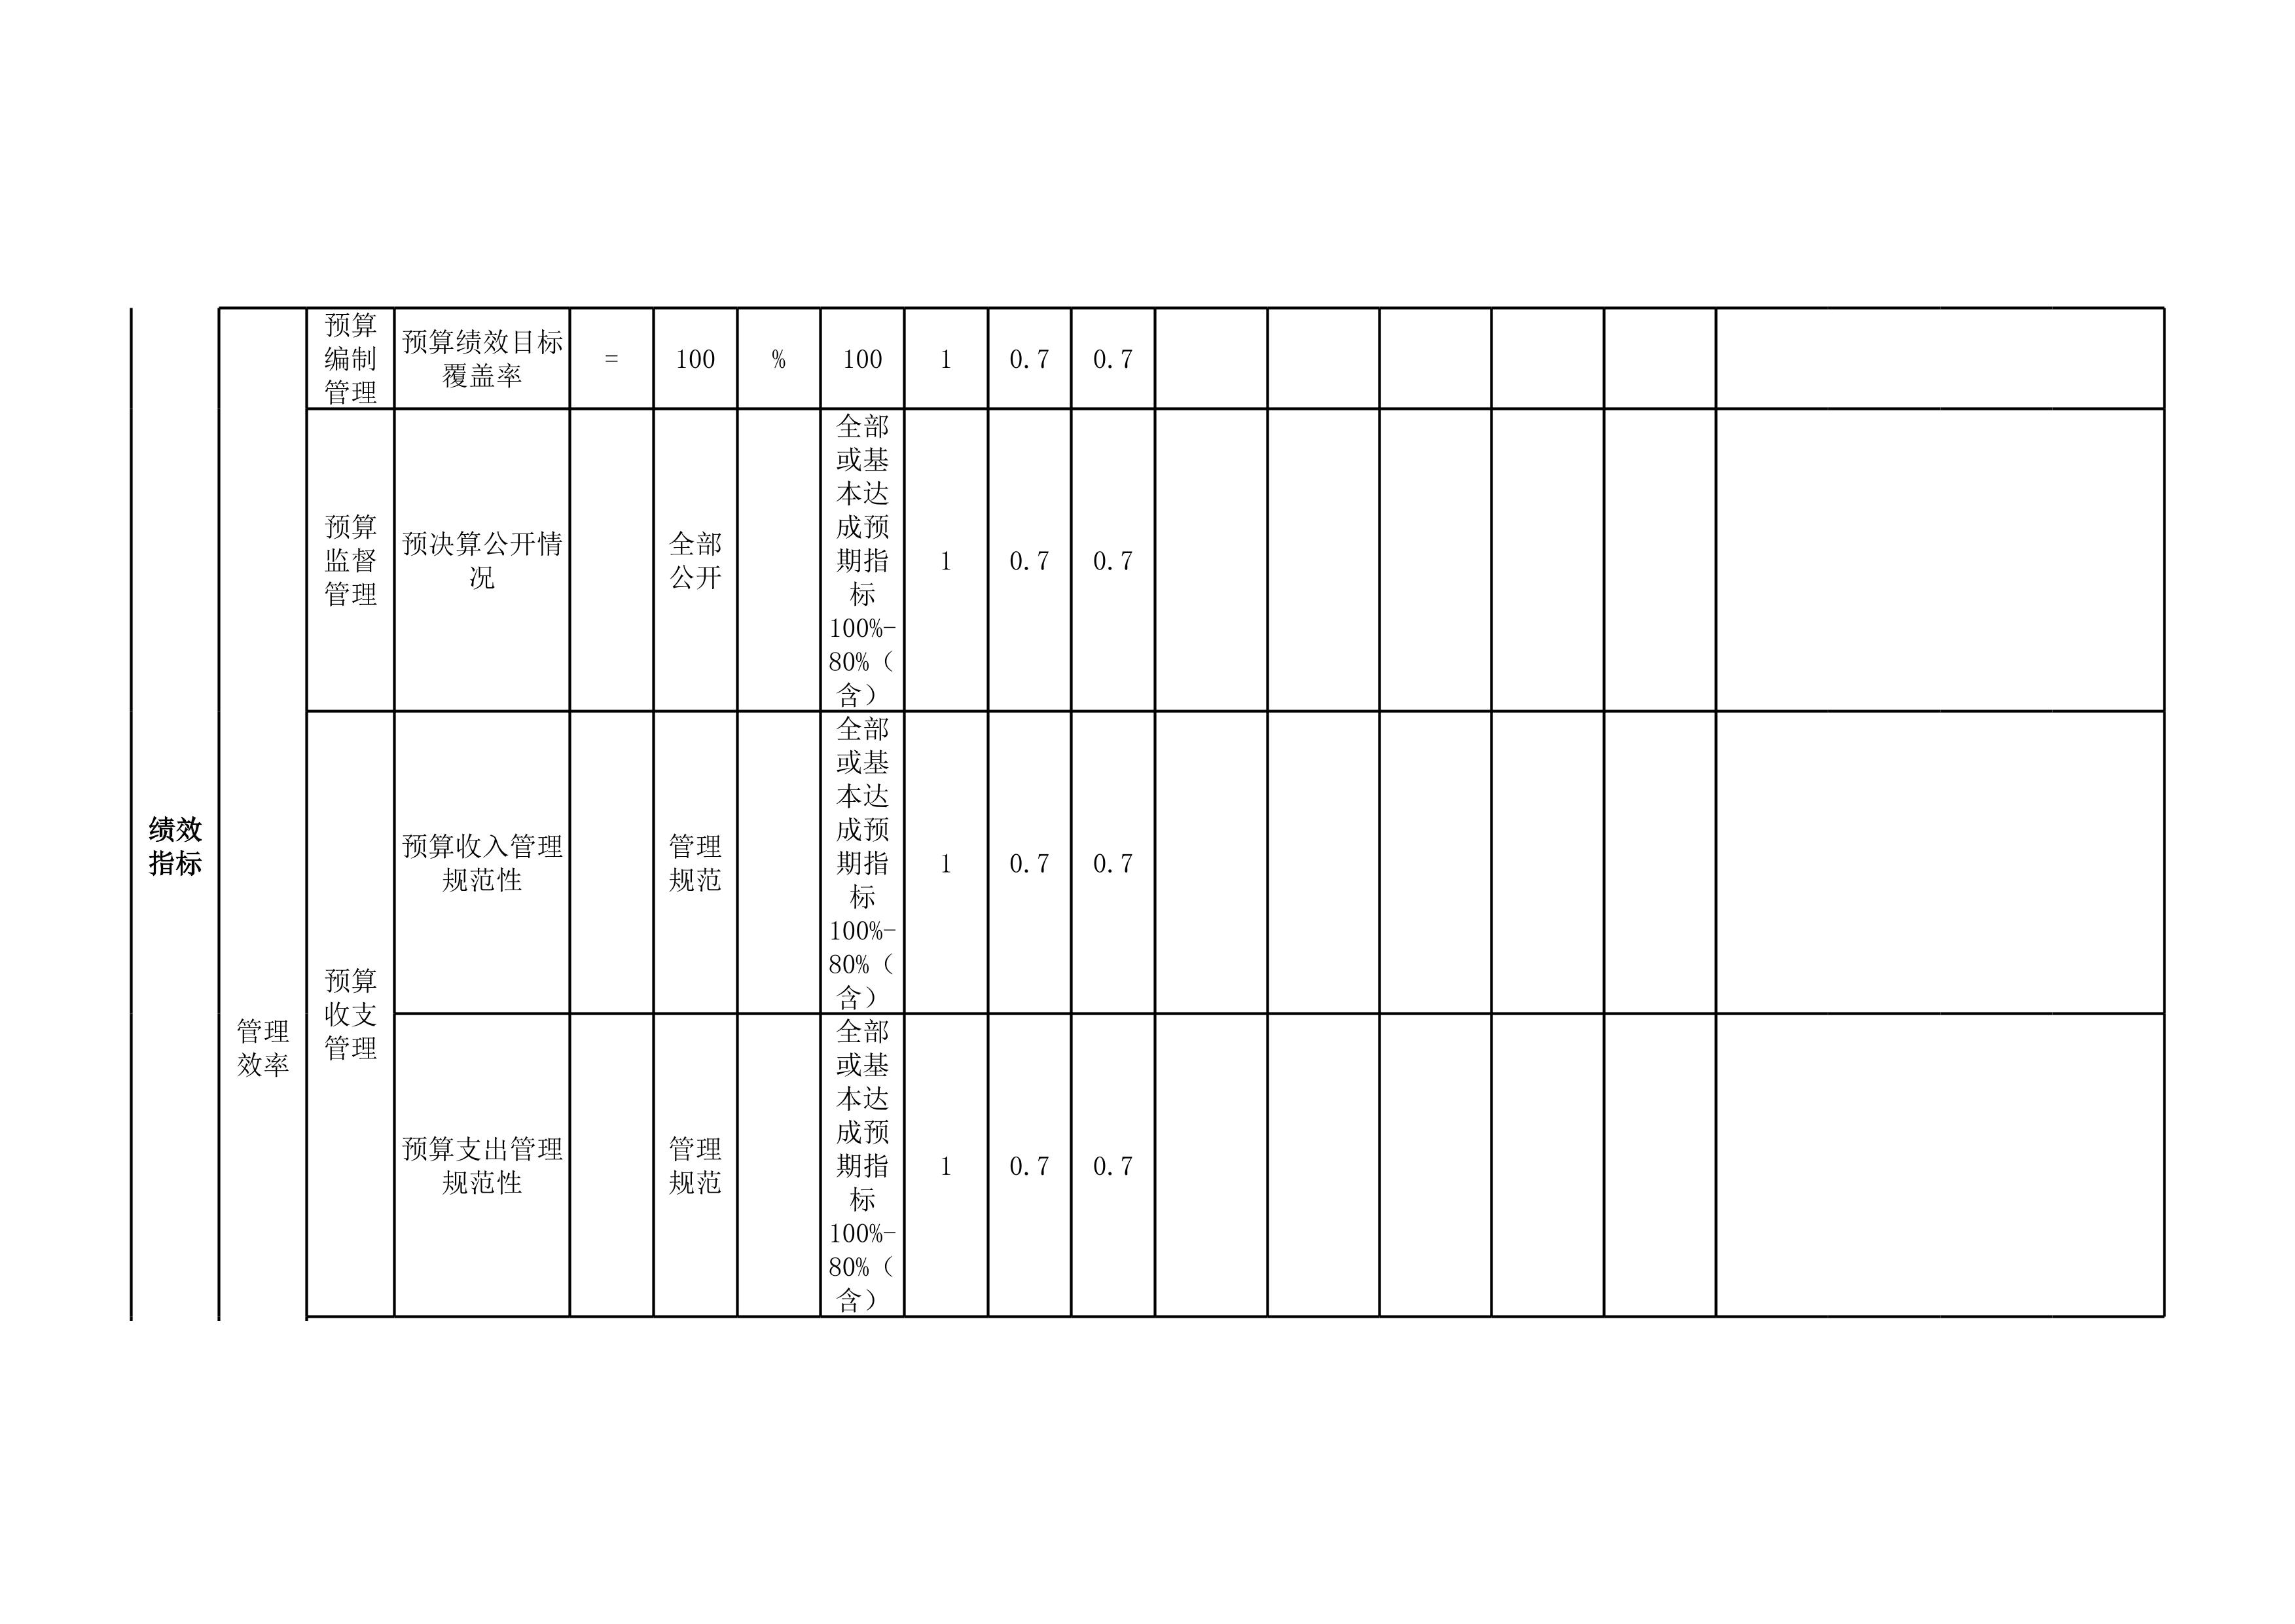 绩效
指标
管理
效率
预算
编制
管理
预算绩效目标
覆盖率
=
100
%
100
1
0.7
0.7
预算
监督
管理
预决算公开情
况
全部
公开
全部
或基
本达
成预
期指
标
100%-
80%（
含）
1
0.7
0.7
预算
收支
管理
预算收入管理
规范性
管理
规范
全部
或基
本达
成预
期指
标
100%-
80%（
含）
1
0.7
0.7
预算支出管理
规范性
管理
规范
全部
或基
本达
成预
期指
标
100%-
80%（
含）
1
0.7
0.7